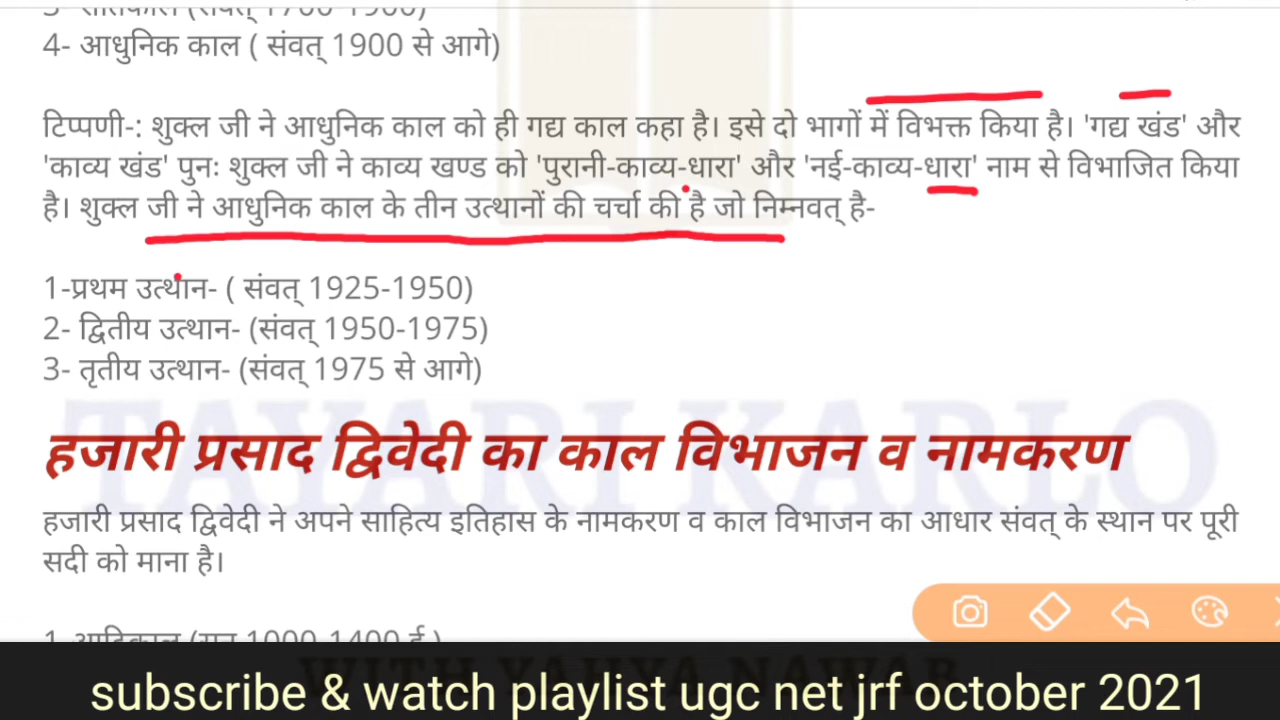 4- आधुनिक काल ( संवत् 1900 से आगे)
टिप्पणी-: शुक्ल जी ने आधुनिक काल को ही गद्य काल कहा है। इसे दो भागों में विभक्त किया है। 'गद्य खंड' और
'काव्य खंड' पुनः शुक्ल जी ने काव्य खण्ड को 'पुरानी-काव्य-धारा' और 'नई-काव्य-धारा' नाम से विभाजित किया
है। शुक्ल जी ने आधुनिक काल के तीन उत्थानों की चर्चा की है जो निम्नवत् है-
1-प्रथम उत्थान- ( संवत् 1925-1950)
2- द्वितीय उत्थान- (संवत् 1950-1975)
3- तृतीय उत्थान- (संवत् 1975 से आगे)
TAYARI KARLO
हजारी प्रसाद द्विवेदी का काल विभाजन व नामकरण
हजारी प्रसाद द्विवेदी ने अपने साहित्य इतिहास के नामकरण व काल विभाजन का आधार संवत् के स्थान पर पूरी
सदी को माना है।
subscribe & watch playlist ugc net jrf october 2021